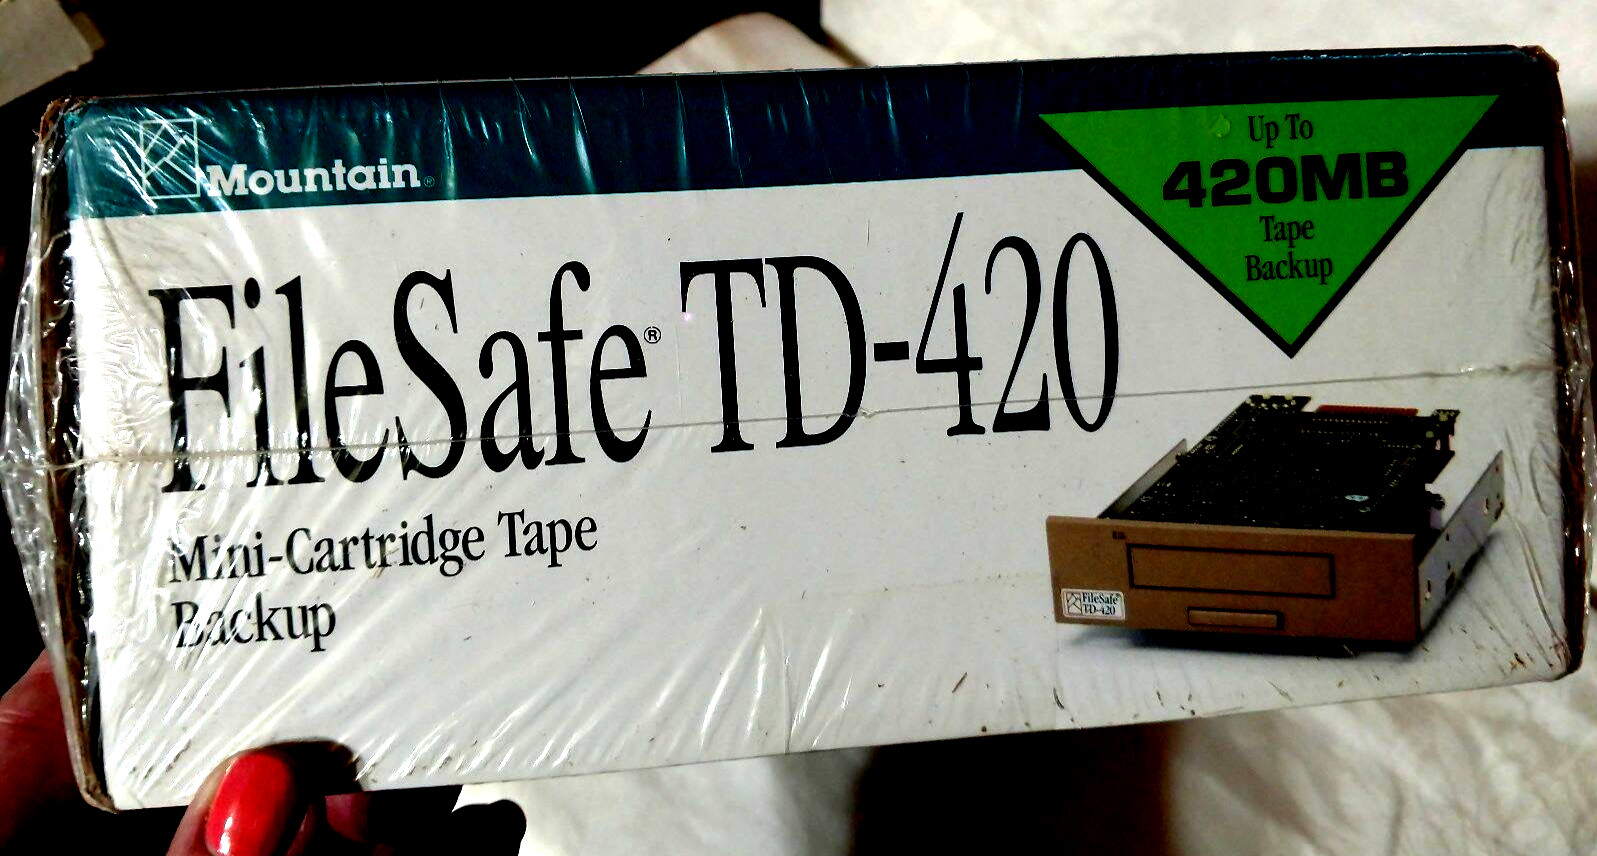 Mountain®
Up To
420MB
Tape
Backup
FileSafe® TD-420
Mini-Cartridge Tape
Backup
FileSafe®
TD-420